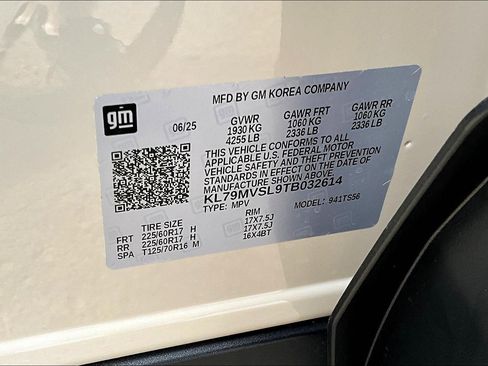 gm
MFD BY GM KOREA COMPANY
06/25 GVWR GAWR FRT GAWR RR
1930 KG 1060 KG 1060 KG
4255 LB 2336 LB 2336 LB
THIS VEHICLE CONFORMS TO ALL
APPLICABLE U.S. FEDERAL MOTOR
VEHICLE SAFETY AND THEFT PREVENTION
STANDARDS IN EFFECT ON THE DATE OF
MANUFACTURE SHOWN ABOVE.
KL79MVSL9TB032614
TYPE: MPV MODEL: 941TS56
TIRE SIZE RIM
FRT 225/60R17 H 17X7.5J
RR 225/60R17 H 17X7.5J
SPA T125/70R16 M 16X4BT